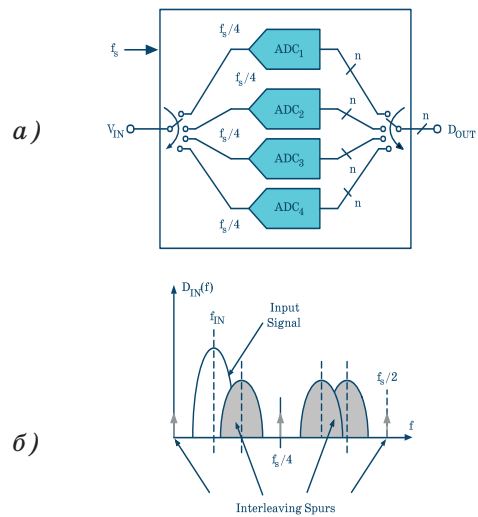 а)
f_s
f_s/4
ADC_1
n
f_s/4
ADC_2
n
V_IN
n
D_OUT
f_s/4
ADC_3
n
f_s/4
ADC_4
n
б)
D_IN(f)
f_IN
Input
Signal
f_s/2
f
f_s/4
Interleaving Spurs